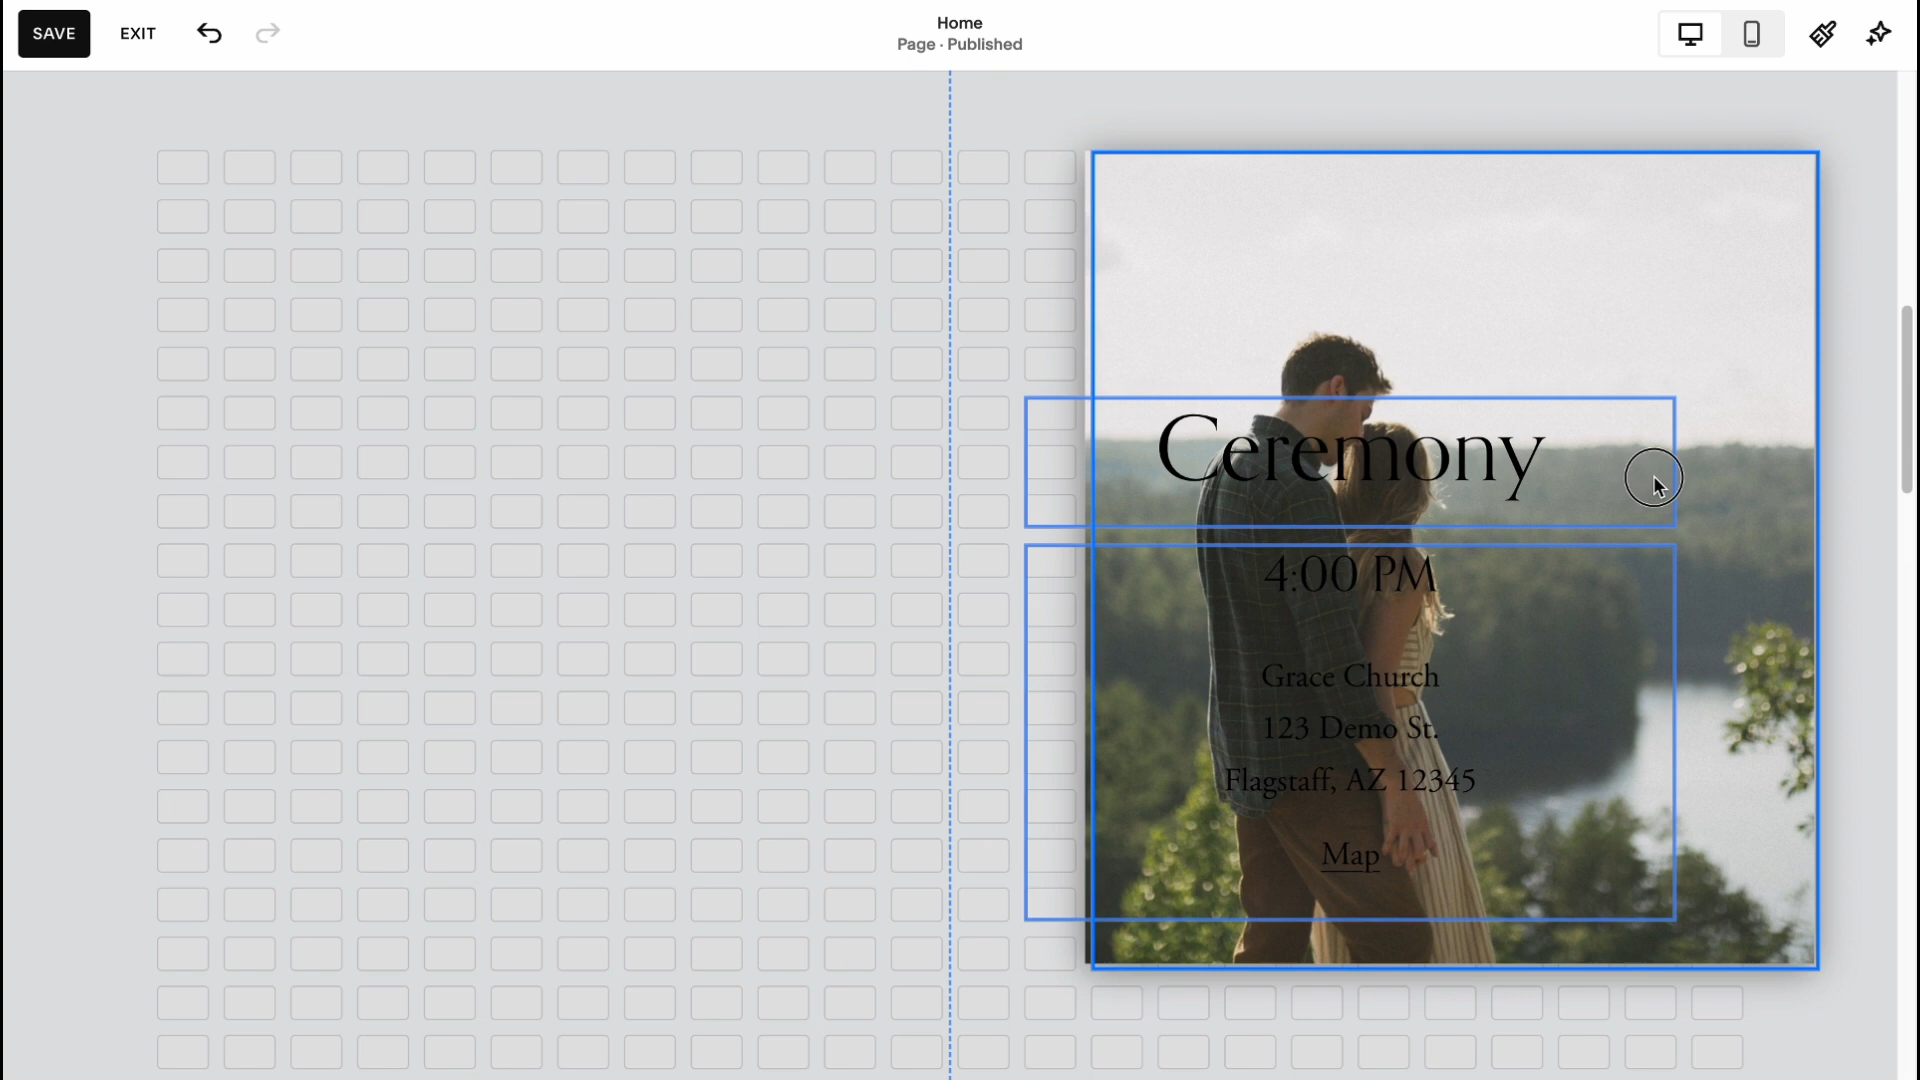 SAVE
EXIT
Home
Page · Published
Ceremony
4:00 PM
Grace Church
123 Demo St.
Flagstaff, AZ 12345
Map